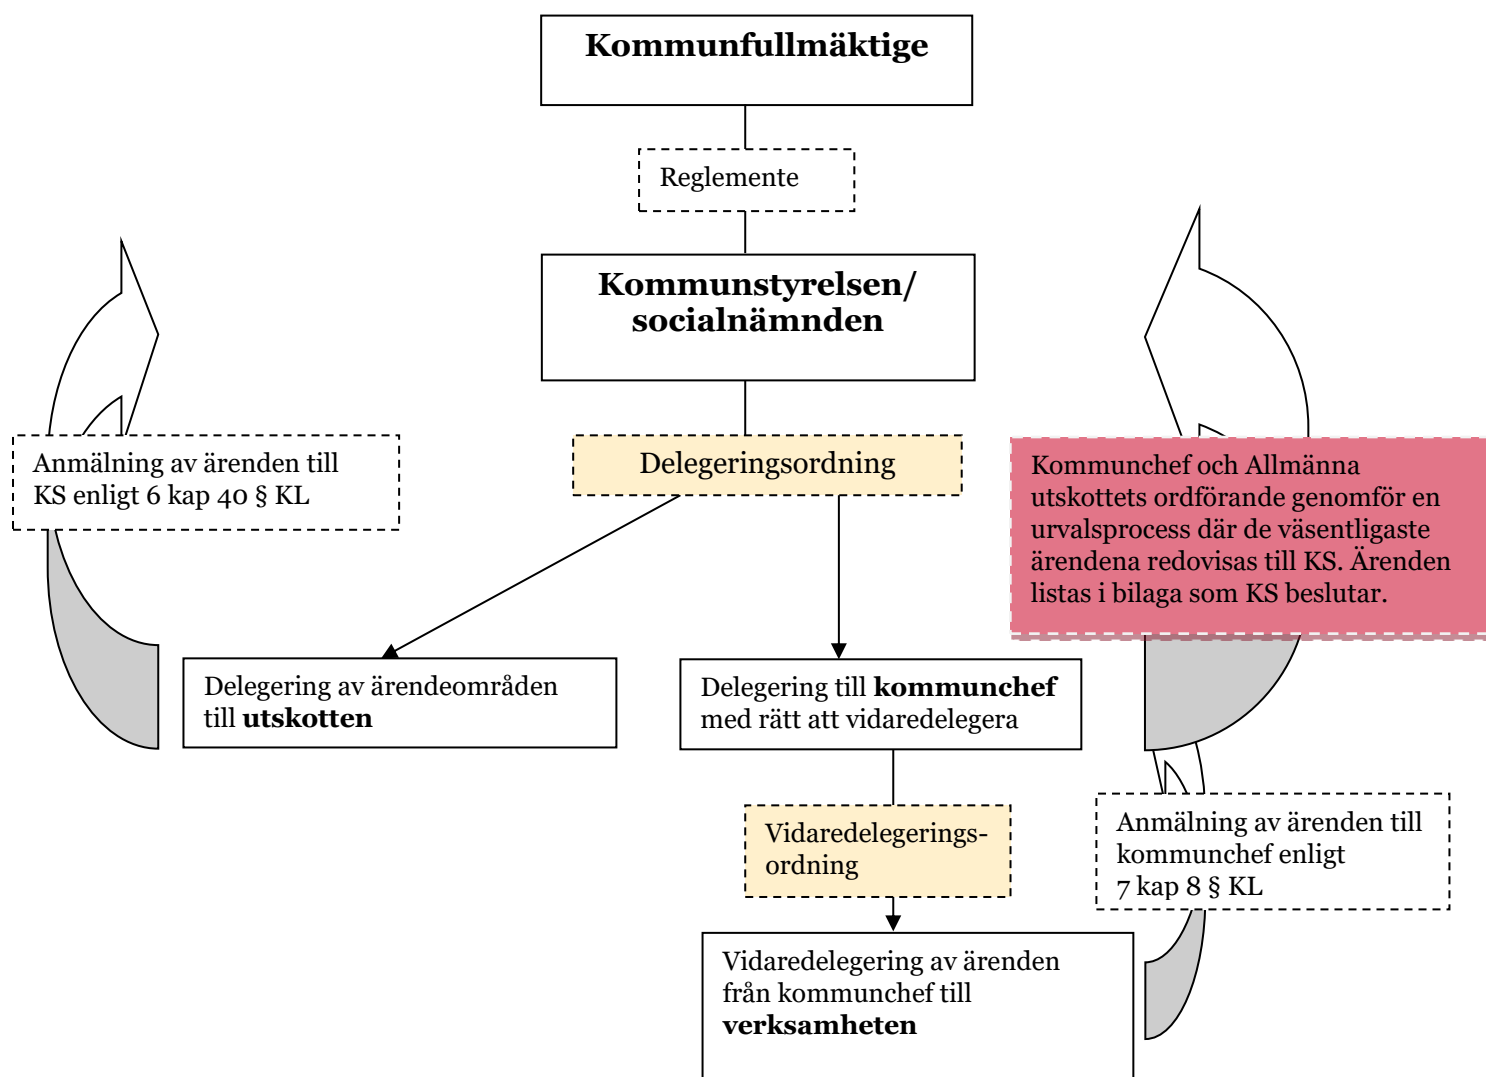 Kommunfullmäktige
Reglemente
Kommunstyrelsen/
socialnämnden
Delegeringsordning
Anmälning av ärenden till
KS enligt 6 kap 40 § KL
Kommunchef och Allmänna
utskottets ordförande genomför en
urvalsprocess där de väsentligaste
ärendena redovisas till KS. Ärenden
listas i bilaga som KS beslutar.
Delegering av ärendeområden
till utskotten
Delegering till kommunchef
med rätt att vidaredelegera
Vidaredelegerings-
ordning
Anmälning av ärenden till
kommunchef enligt
7 kap 8 § KL
Vidaredelegering av ärenden
från kommunchef till
verksamheten